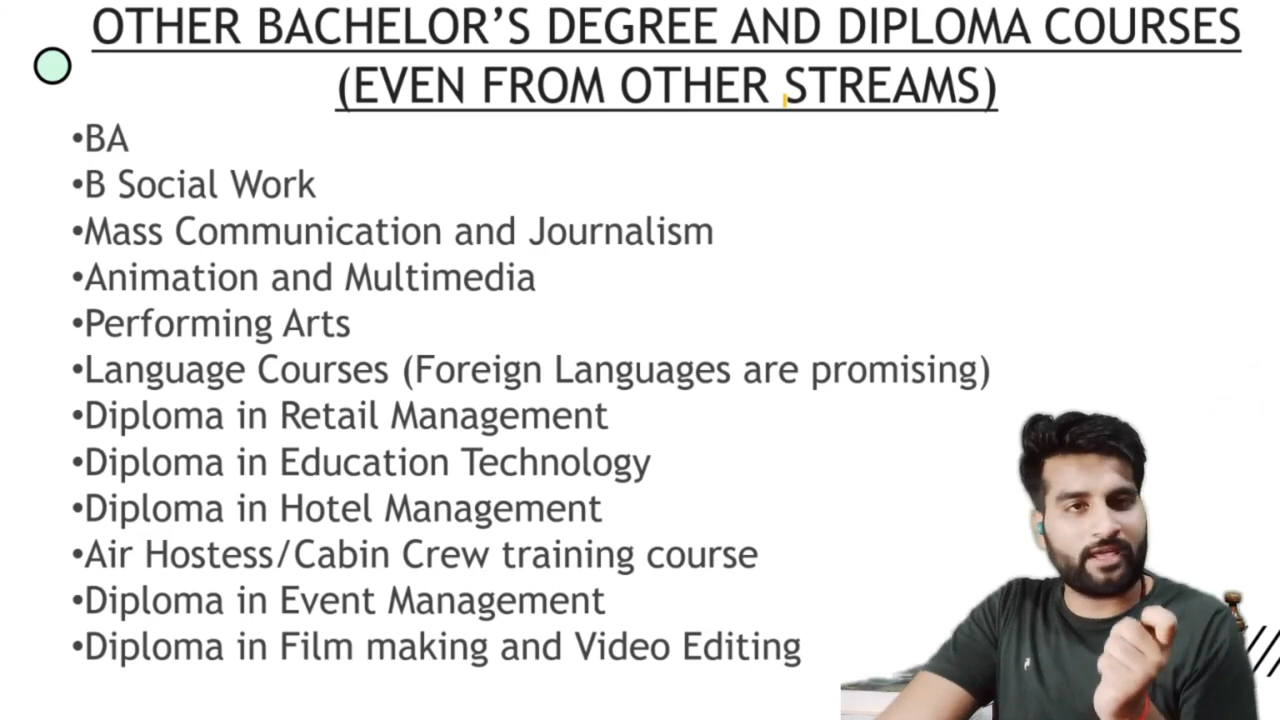 OTHER BACHELOR’S DEGREE AND DIPLOMA COURSES
(EVEN FROM OTHER STREAMS)
•BA
•B Social Work
•Mass Communication and Journalism
•Animation and Multimedia
•Performing Arts
•Language Courses (Foreign Languages are promising)
•Diploma in Retail Management
•Diploma in Education Technology
•Diploma in Hotel Management
•Air Hostess/Cabin Crew training course
•Diploma in Event Management
•Diploma in Film making and Video Editing